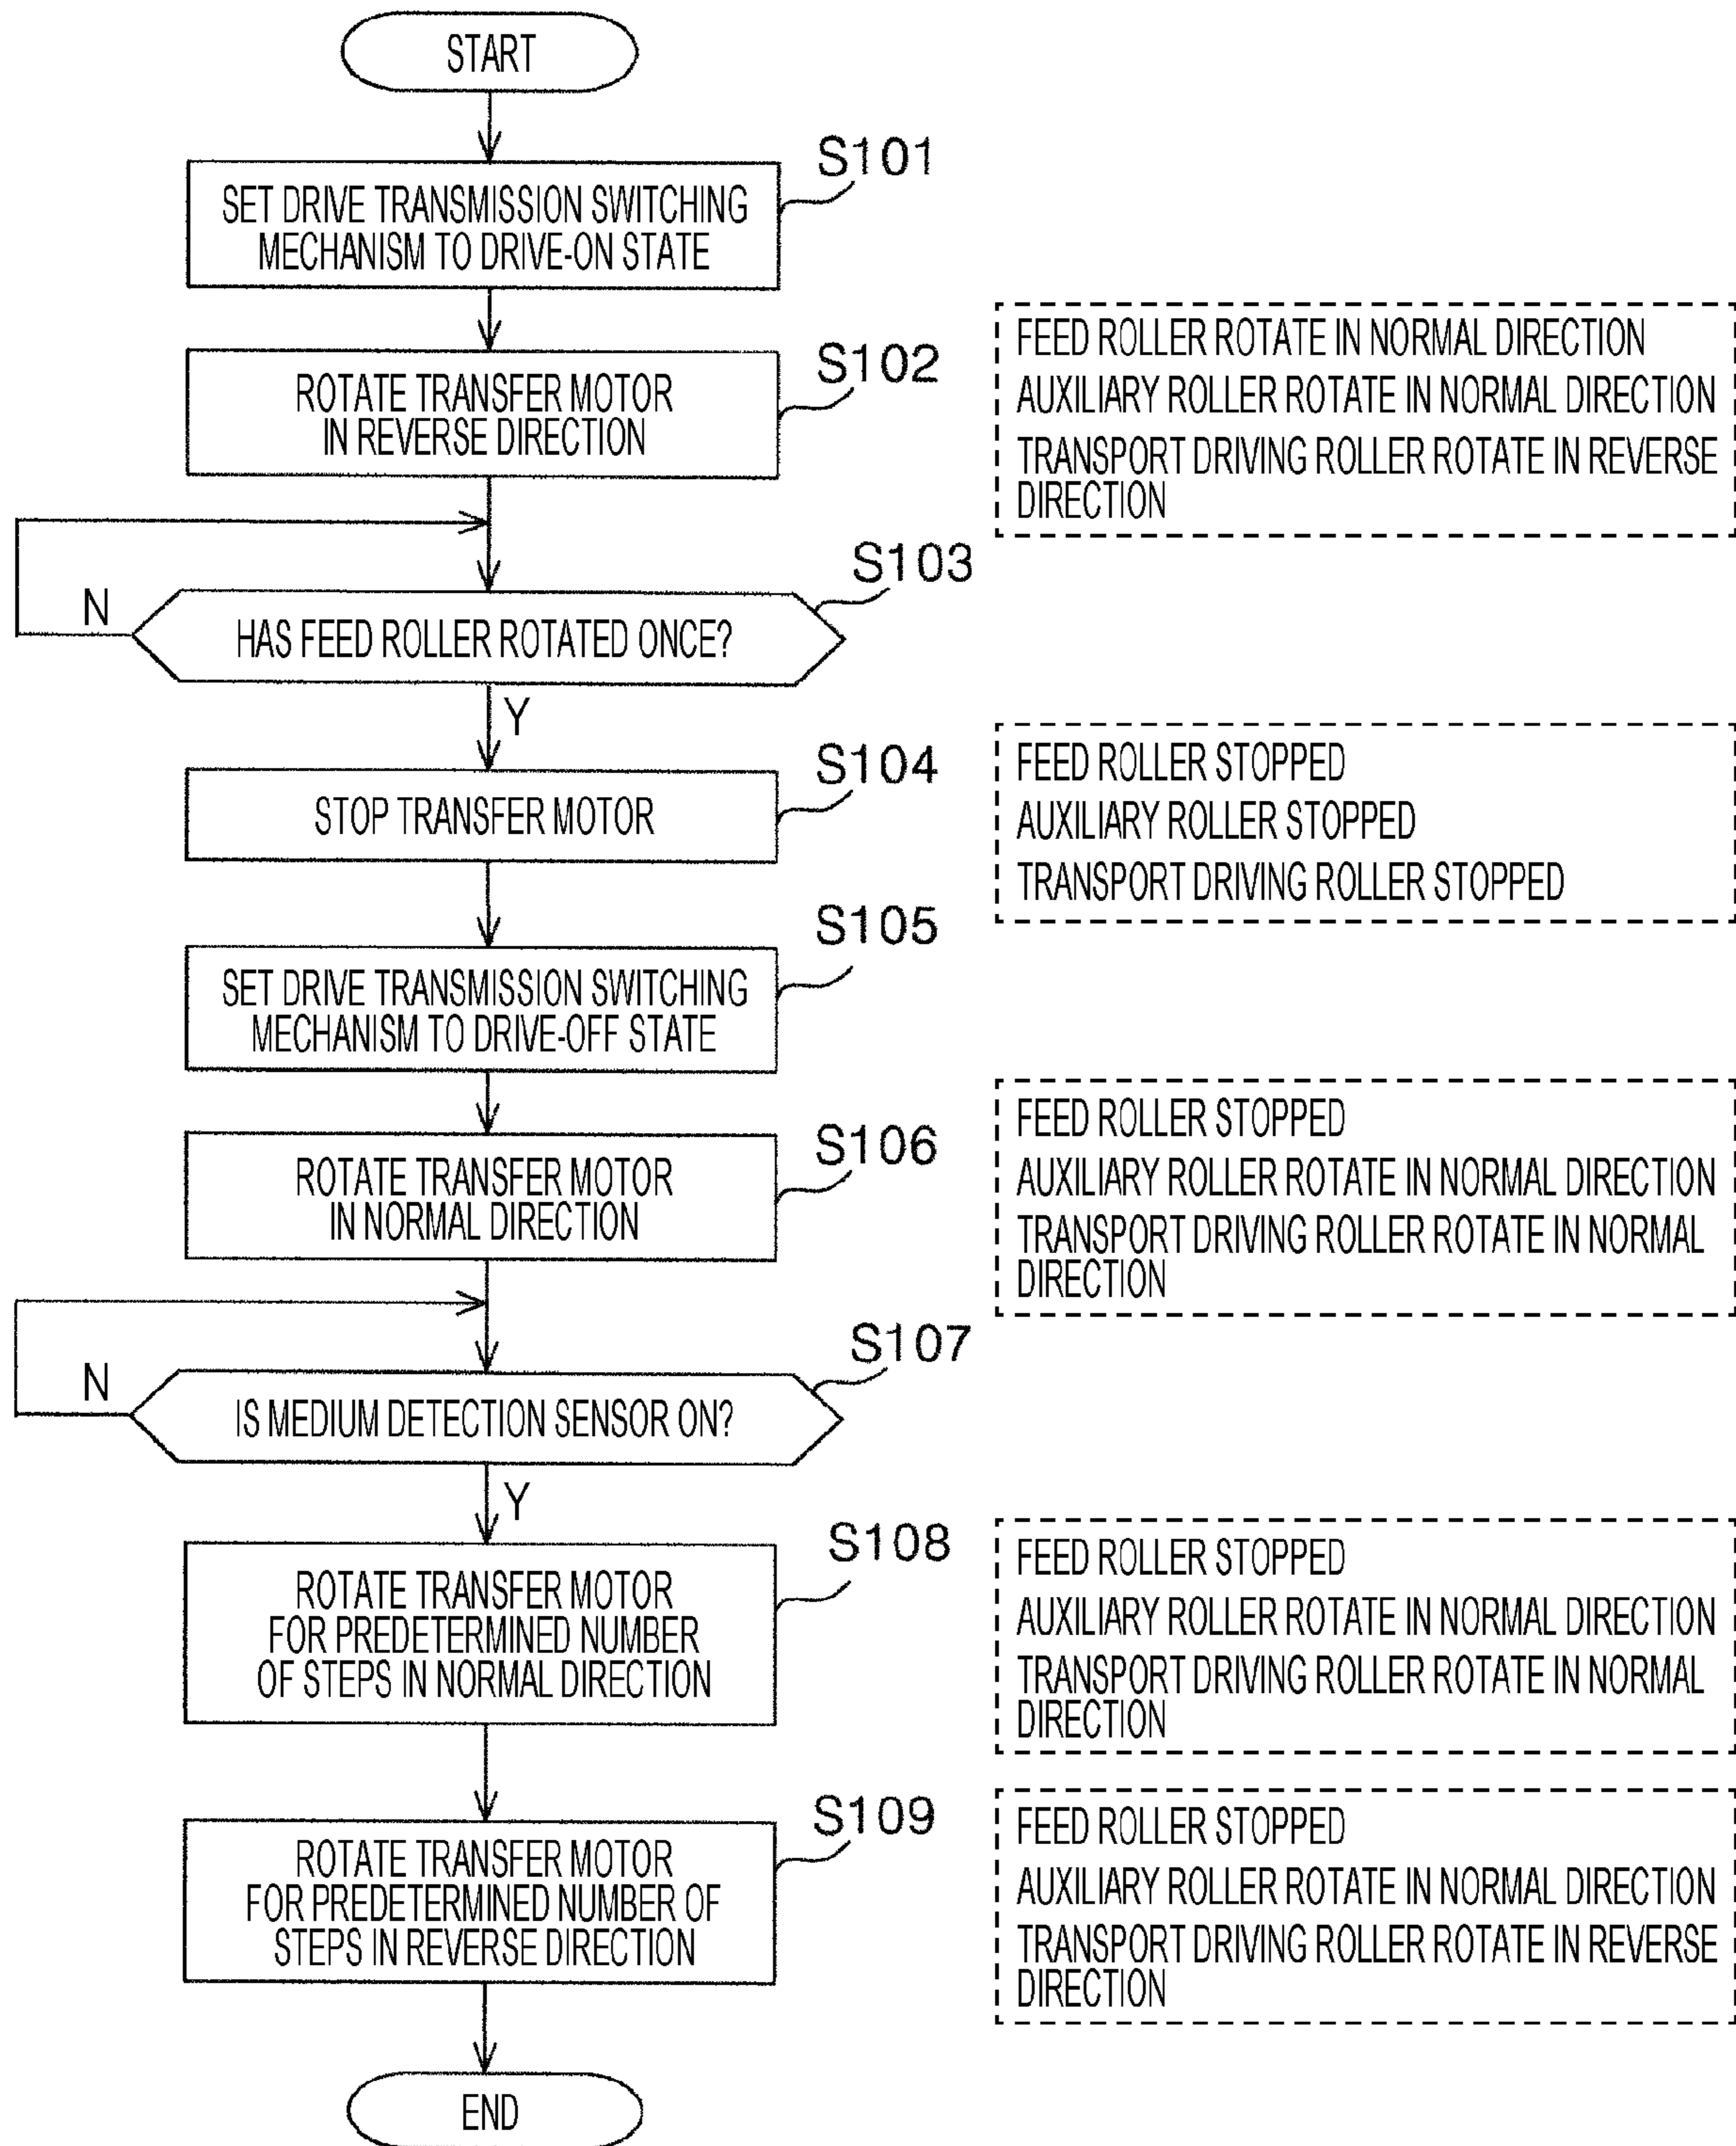 START
S101
SET DRIVE TRANSMISSION SWITCHING
MECHANISM TO DRIVE-ON STATE
S102
ROTATE TRANSFER MOTOR
IN REVERSE DIRECTION
FEED ROLLER ROTATE IN NORMAL DIRECTION
AUXILIARY ROLLER ROTATE IN NORMAL DIRECTION
TRANSPORT DRIVING ROLLER ROTATE IN REVERSE
DIRECTION
S103
N
HAS FEED ROLLER ROTATED ONCE?
Y
S104
STOP TRANSFER MOTOR
FEED ROLLER STOPPED
AUXILIARY ROLLER STOPPED
TRANSPORT DRIVING ROLLER STOPPED
S105
SET DRIVE TRANSMISSION SWITCHING
MECHANISM TO DRIVE-OFF STATE
S106
ROTATE TRANSFER MOTOR
IN NORMAL DIRECTION
FEED ROLLER STOPPED
AUXILIARY ROLLER ROTATE IN NORMAL DIRECTION
TRANSPORT DRIVING ROLLER ROTATE IN NORMAL
DIRECTION
S107
N
IS MEDIUM DETECTION SENSOR ON?
Y
S108
ROTATE TRANSFER MOTOR
FOR PREDETERMINED NUMBER
OF STEPS IN NORMAL DIRECTION
FEED ROLLER STOPPED
AUXILIARY ROLLER ROTATE IN NORMAL DIRECTION
TRANSPORT DRIVING ROLLER ROTATE IN NORMAL
DIRECTION
S109
ROTATE TRANSFER MOTOR
FOR PREDETERMINED NUMBER OF
STEPS IN REVERSE DIRECTION
FEED ROLLER STOPPED
AUXILIARY ROLLER ROTATE IN NORMAL DIRECTION
TRANSPORT DRIVING ROLLER ROTATE IN REVERSE
DIRECTION
END